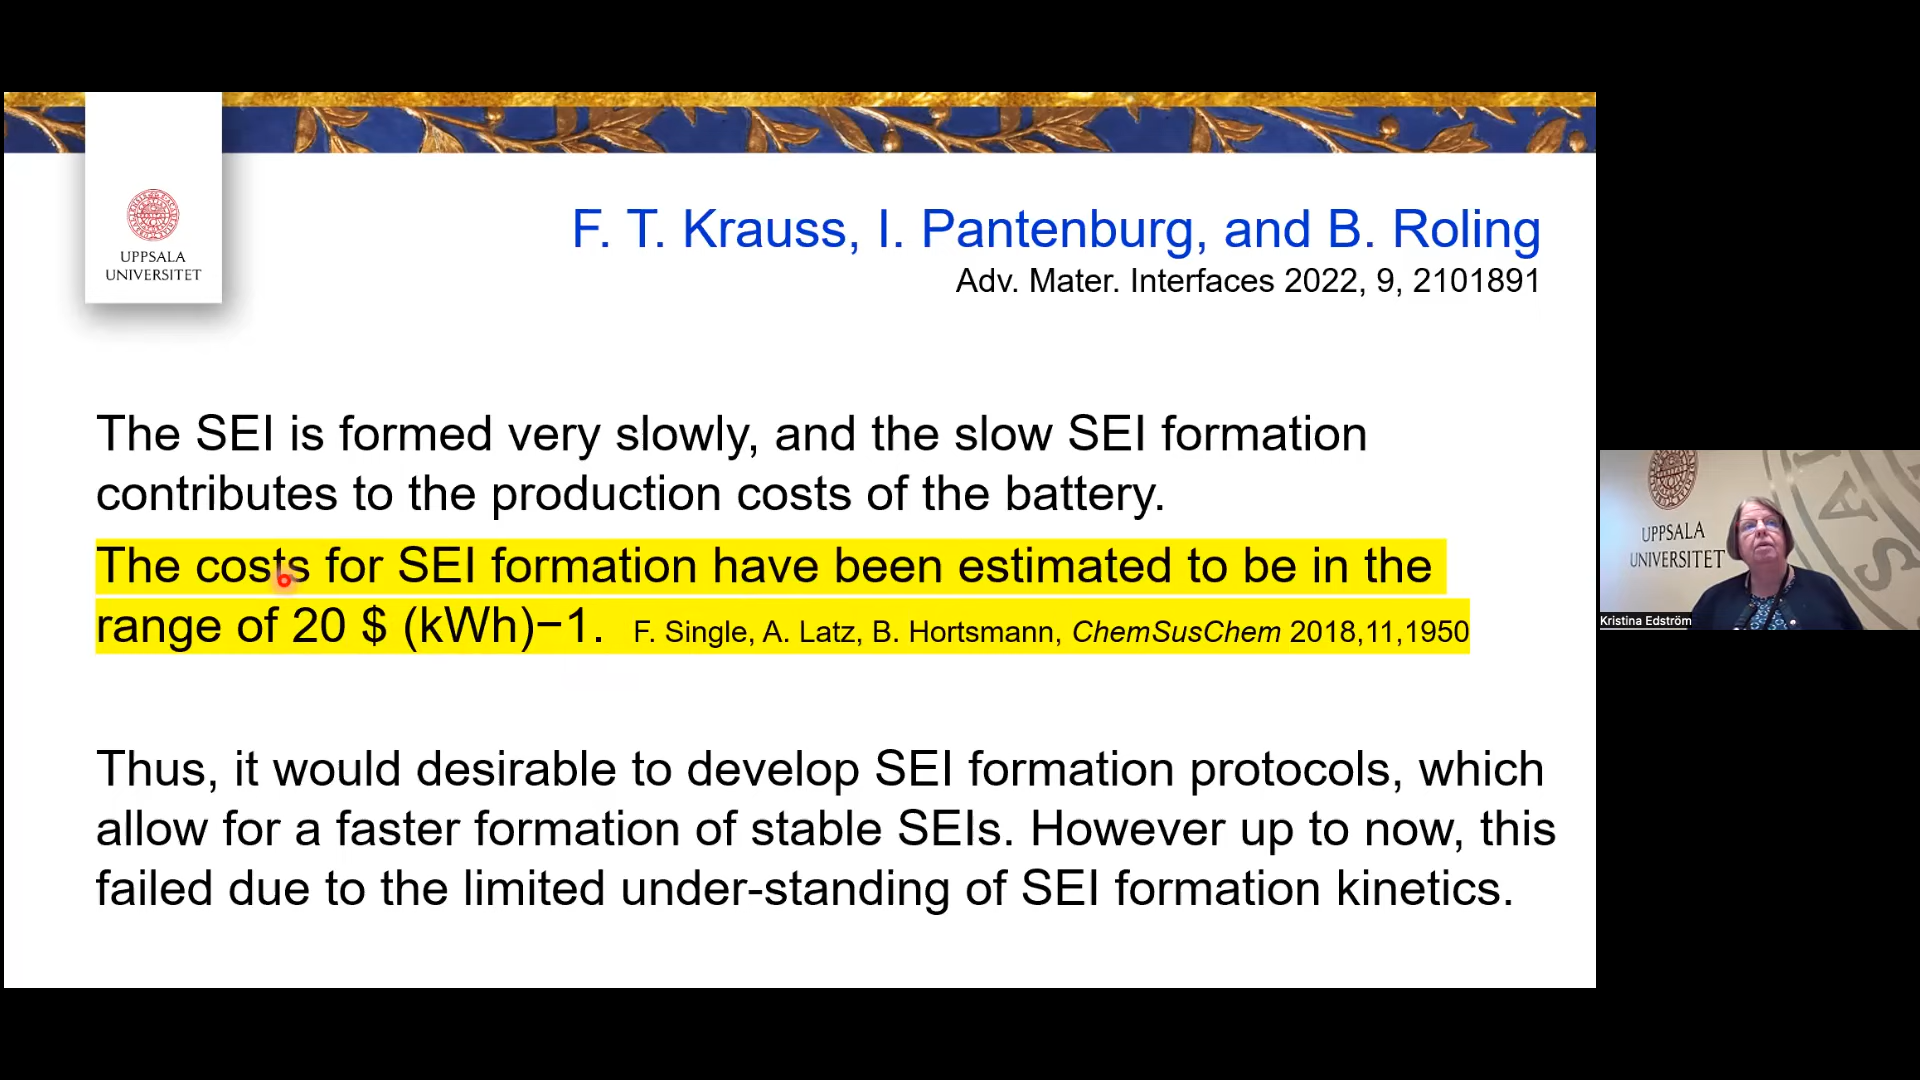 UPPSALA
UNIVERSITET
F. T. Krauss, I. Pantenburg, and B. Roling
Adv. Mater. Interfaces 2022, 9, 2101891
The SEI is formed very slowly, and the slow SEI formation
contributes to the production costs of the battery.
The costs for SEI formation have been estimated to be in the
range of 20 $ (kWh)−1. F. Single, A. Latz, B. Hortsmann, ChemSusChem 2018,11,1950
Thus, it would desirable to develop SEI formation protocols, which
allow for a faster formation of stable SEIs. However up to now, this
failed due to the limited under-standing of SEI formation kinetics.
UPPSALA
UNIVERSITET
Kristina Edström